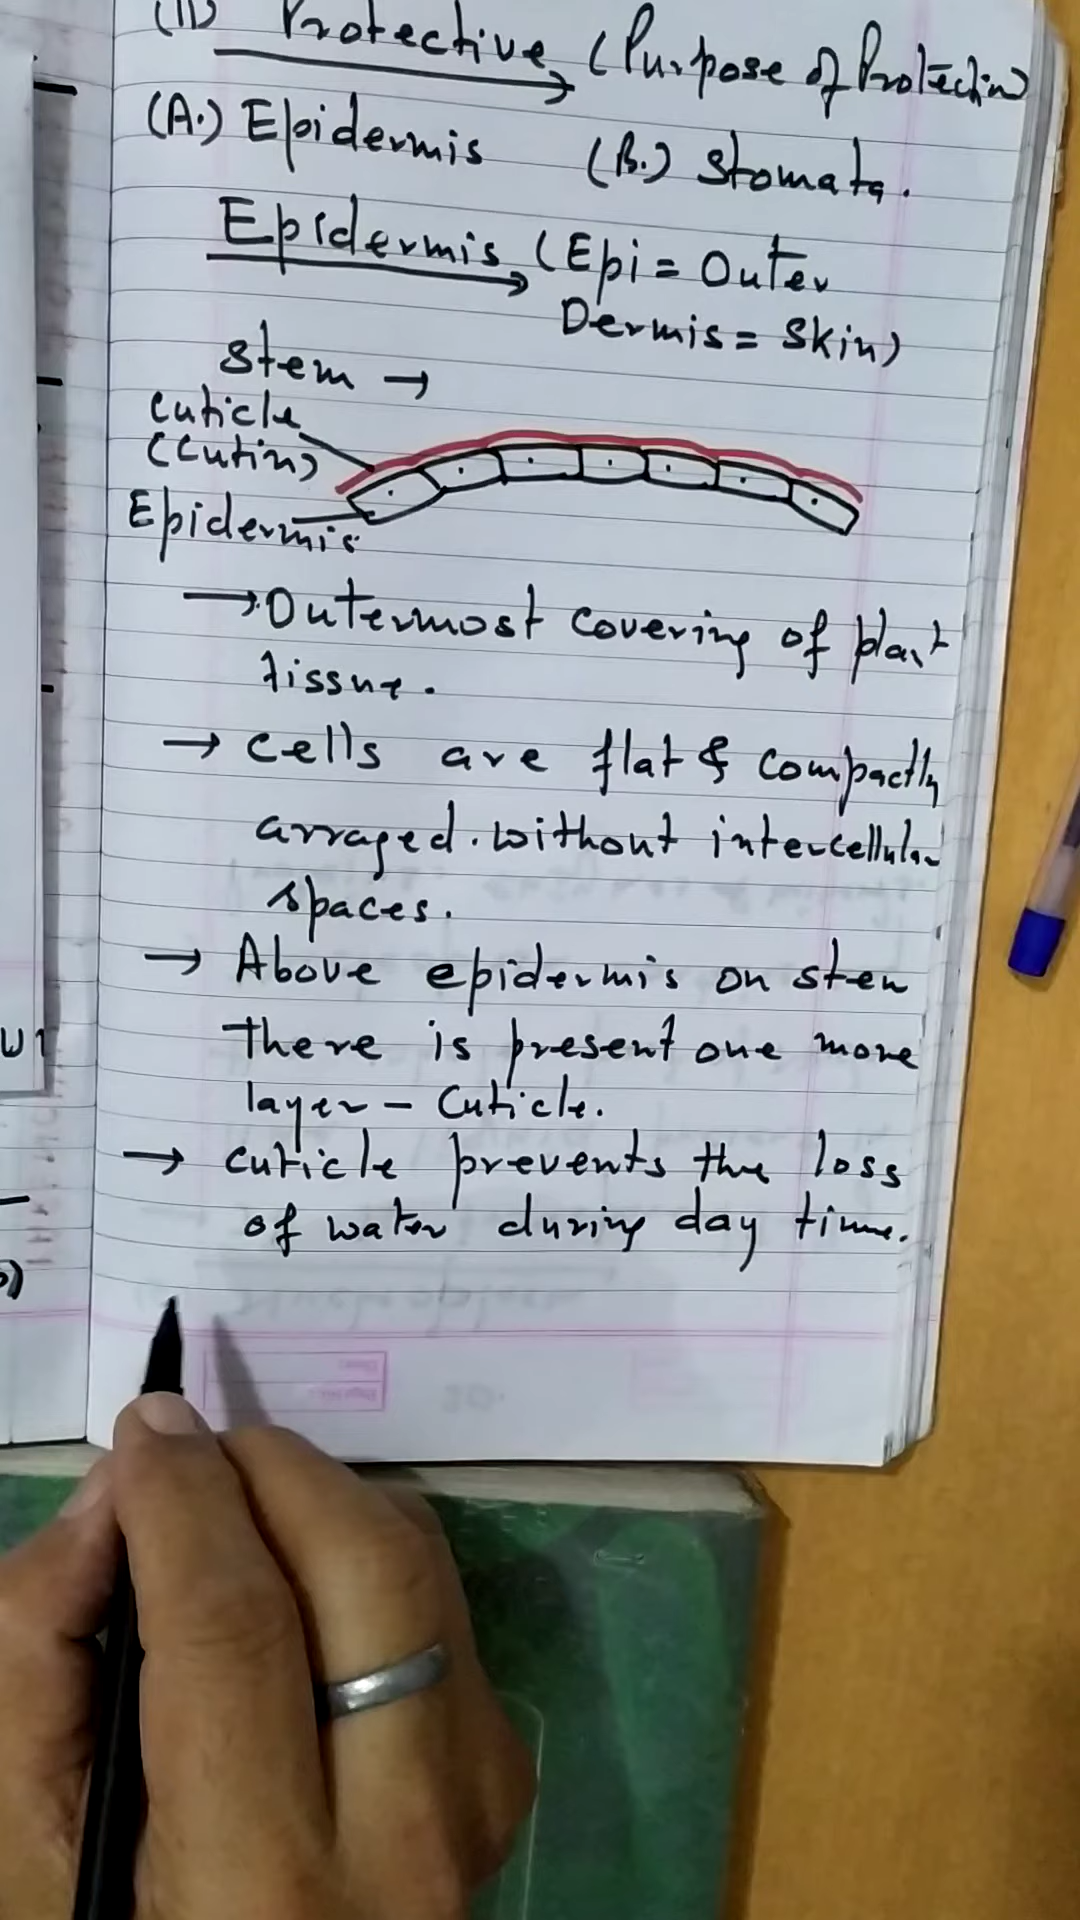 (II) Protective (Purpose of Protection)
(A.) Epidermis (B.) Stomata.
Epidermis (Epi = Outer
Dermis = Skin)
Stem →
Cuticle
(Cutin)
Epidermis
→ Outermost covering of plant
tissue.
→ Cells are flat & compactly
arraged. without intercellular
spaces.
→ Above epidermis on stem
there is present one more
layer - Cuticle.
→ cuticle prevents the loss
of water during day time.